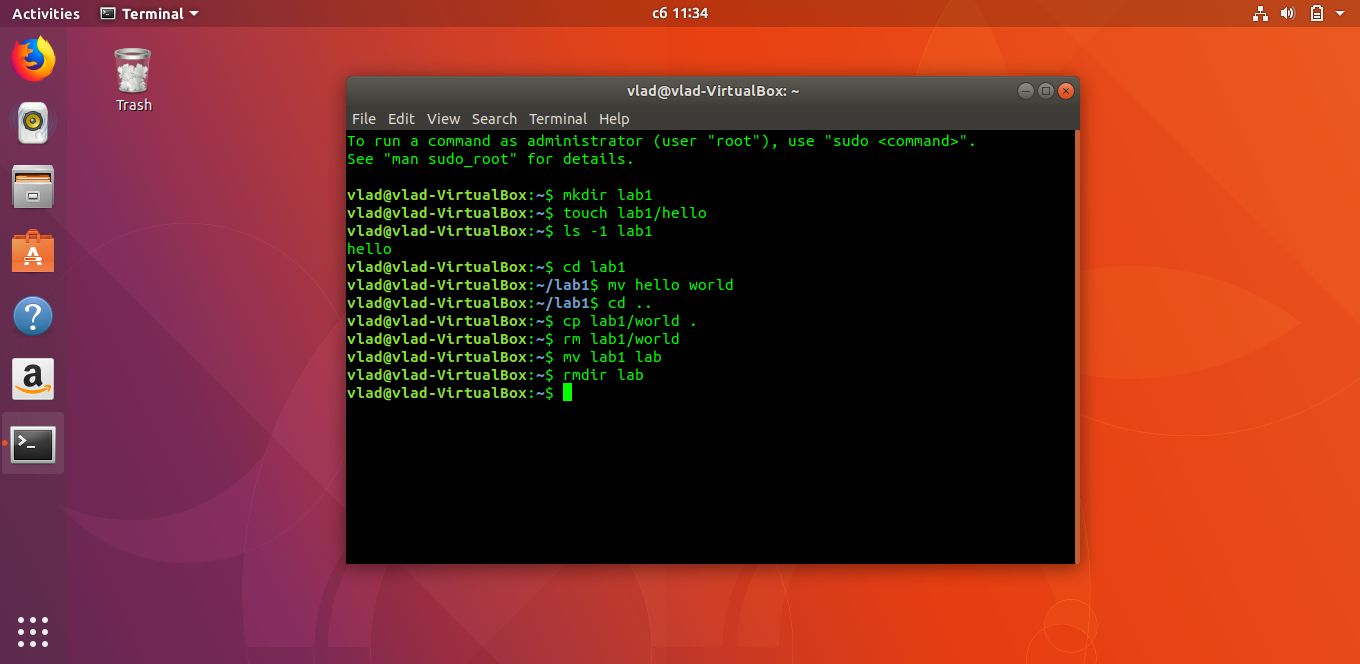 Activities
Terminal
сб 11:34
Trash
vlad@vlad-VirtualBox: ~
File Edit View Search Terminal Help
To run a command as administrator (user "root"), use "sudo <command>".
See "man sudo_root" for details.
vlad@vlad-VirtualBox:~$ mkdir lab1
vlad@vlad-VirtualBox:~$ touch lab1/hello
vlad@vlad-VirtualBox:~$ ls -1 lab1
hello
vlad@vlad-VirtualBox:~$ cd lab1
vlad@vlad-VirtualBox:~/lab1$ mv hello world
vlad@vlad-VirtualBox:~/lab1$ cd ..
vlad@vlad-VirtualBox:~$ cp lab1/world .
vlad@vlad-VirtualBox:~$ rm lab1/world
vlad@vlad-VirtualBox:~$ mv lab1 lab
vlad@vlad-VirtualBox:~$ rmdir lab
vlad@vlad-VirtualBox:~$